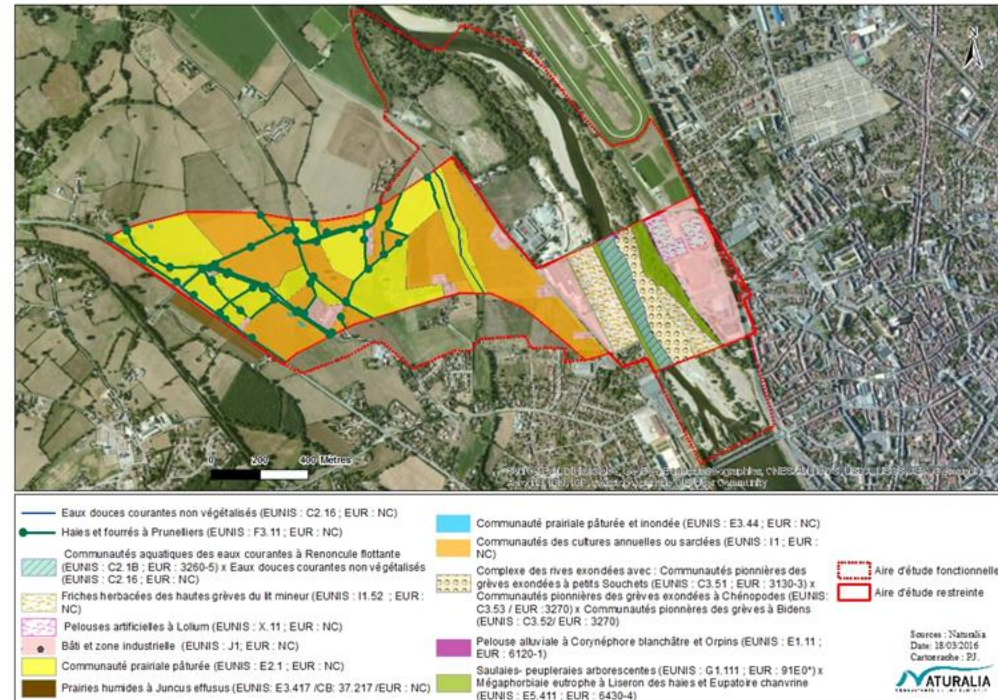 N
0 200 400 Mètres
Eaux douces courantes non végétalisés (EUNIS : C2.16 ; EUR : NC)
Haies et fourrés à Prunelliers (EUNIS : F3.11 ; EUR : NC)
Communautés aquatiques des eaux courantes à Renoncule flottante
(EUNIS : C2.1B ; EUR : 3260-5) x Eaux douces courantes non végétalisés
(EUNIS : C2.16 ; EUR : NC)
Friches herbacées des hautes grèves du lit mineur (EUNIS : I1.52 ; EUR :
NC)
Pelouses artificielles à Lolium (EUNIS : X.11 ; EUR : NC)
Bâti et zone industrielle (EUNIS : J1; EUR : NC)
Communauté prairiale pâturée (EUNIS : E2.1 ; EUR : NC)
Prairies humides à Juncus effusus (EUNIS : E3.417 /CB: 37.217 /EUR : NC)
Communauté prairiale pâturée et inondée (EUNIS : E3.44 ; EUR : NC)
Communautés des cultures annuelles ou sarclées (EUNIS : I1 ; EUR :
NC)
Complexe des rives exondées avec : Communautés pionnières des
grèves exondées à petits Souchets (EUNIS : C3.51 ; EUR : 3130-3) x
Communautés pionnières des grèves exondées à Chénopodes (EUNIS:
C3.53 / EUR :3270) x Communautés pionnières des grèves à Bidens
(EUNIS : C3.52/ EUR : 3270)
Pelouse alluviale à Corynéphore blanchâtre et Orpins (EUNIS : E1.11 ;
EUR : 6120-1)
Saulaies- peupleraies arborescentes (EUNIS : G1.111 ; EUR : 91E0*) x
Mégaphorbiaie eutrophe à Liseron des haies et Eupatoire chanvrine
(EUNIS : E5.411 ; EUR : 6430-4)
Aire d'étude fonctionnelle
Aire d'étude restreinte
Sources : Naturalia
Date: 18/03/2016
Cartographe : P.J.
NATURALIA